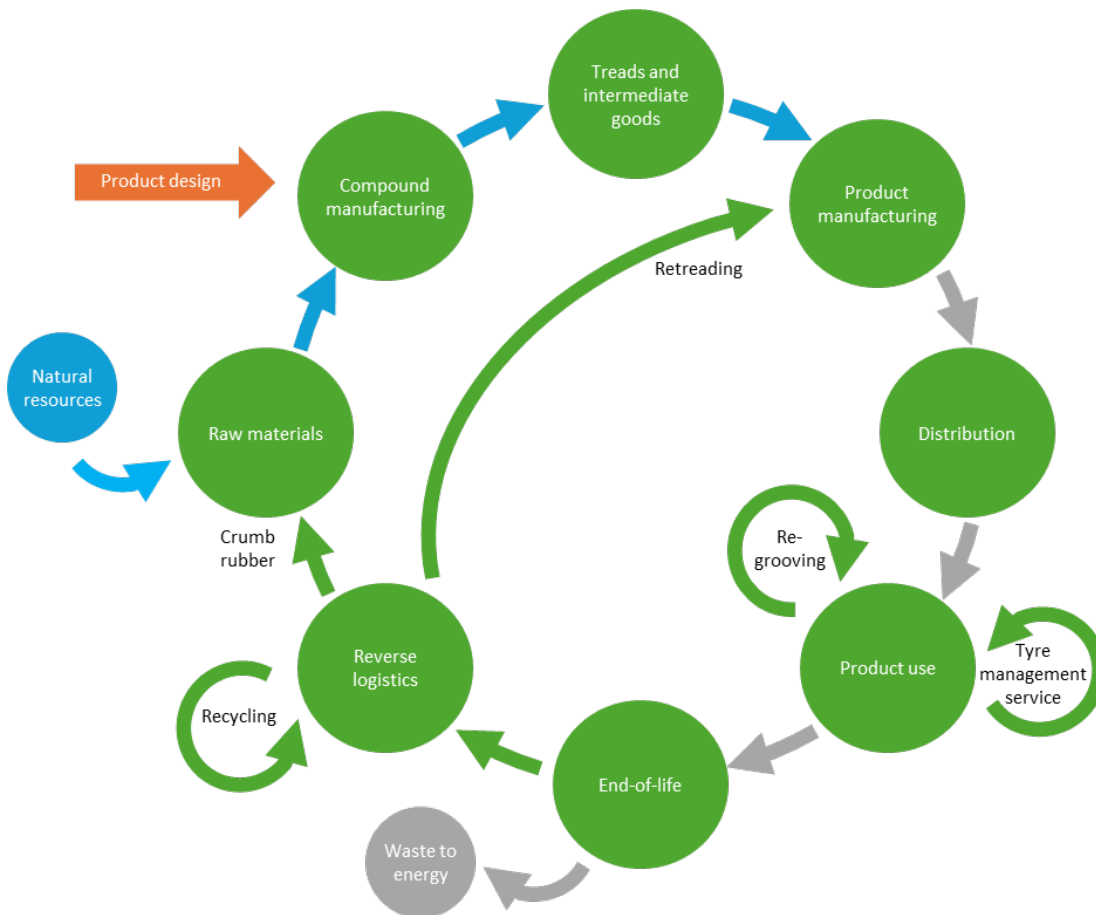 Treads and
intermediate
goods
Product design
Compound
manufacturing
Product
manufacturing
Retreading
Natural
resources
Raw materials
Distribution
Crumb
rubber
Re-
grooving
Reverse
logistics
Product use
Tyre
management
service
Recycling
End-of-life
Waste to
energy